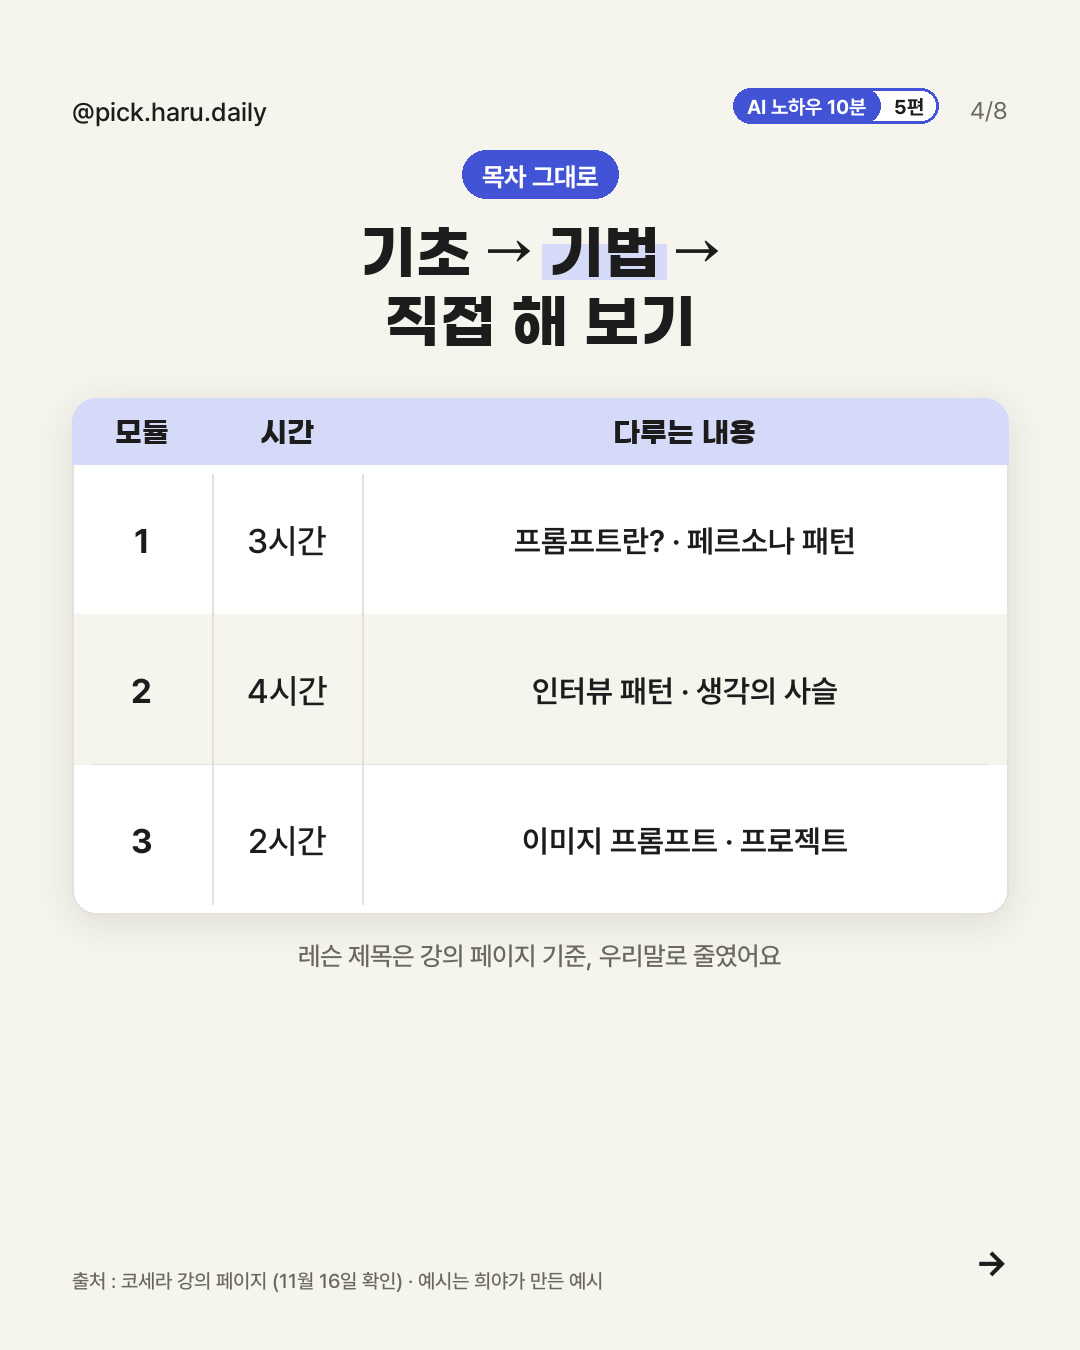 @pick.haru.daily
AI 노하우 10분 5편 4/8
목차 그대로
기초 → 기법 →
직접 해 보기
모듈 시간 다루는 내용
1 3시간 프롬프트란? · 페르소나 패턴
2 4시간 인터뷰 패턴 · 생각의 사슬
3 2시간 이미지 프롬프트 · 프로젝트
레슨 제목은 강의 페이지 기준, 우리말로 줄였어요
출처 : 코세라 강의 페이지 (11월 16일 확인) · 예시는 희야가 만든 예시
→